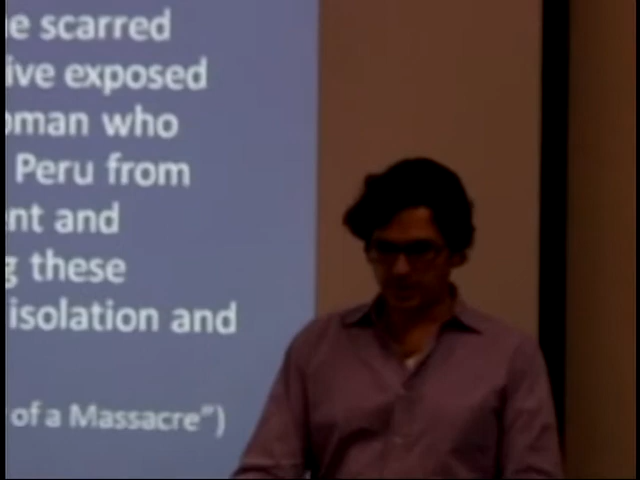 e scarred
ive exposed
oman who
Peru from
nt and
g these
isolation and
of a Massacre”)